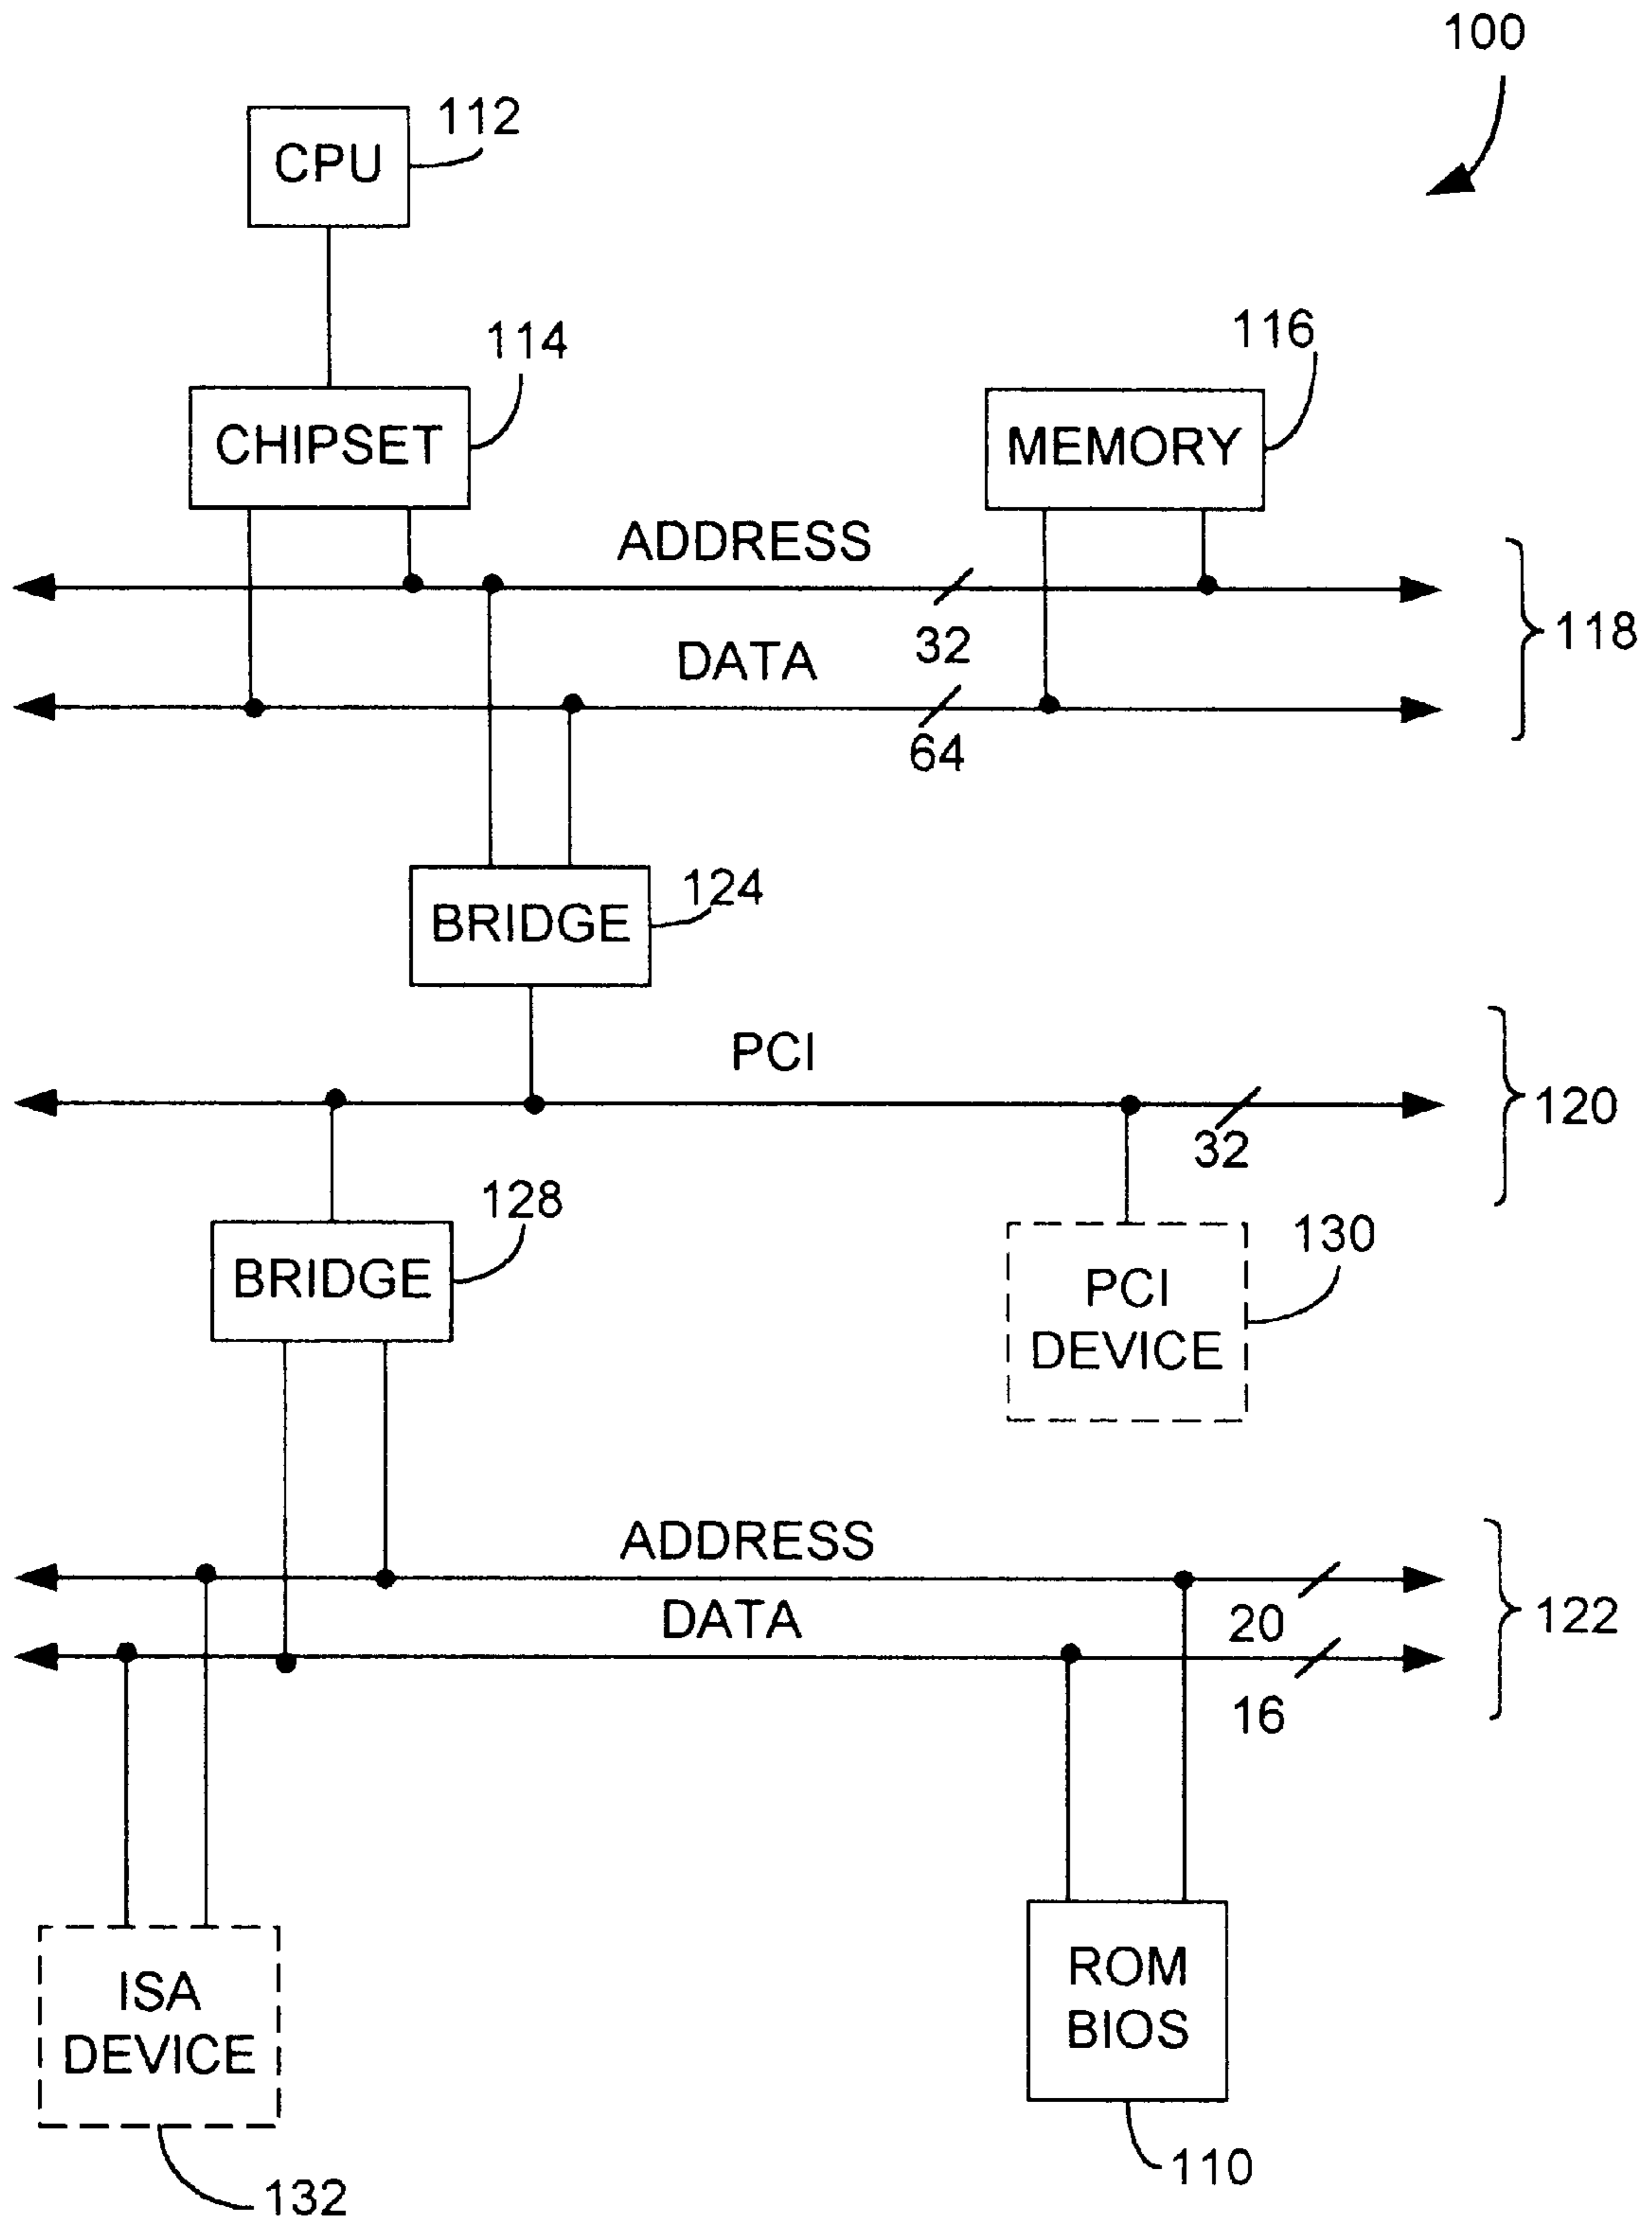 100
112
CPU
114
116
CHIPSET
MEMORY
ADDRESS
32
118
DATA
64
124
BRIDGE
PCI
120
32
128
130
BRIDGE
PCI
DEVICE
ADDRESS
20
122
DATA
16
ISA
DEVICE
ROM
BIOS
110
132